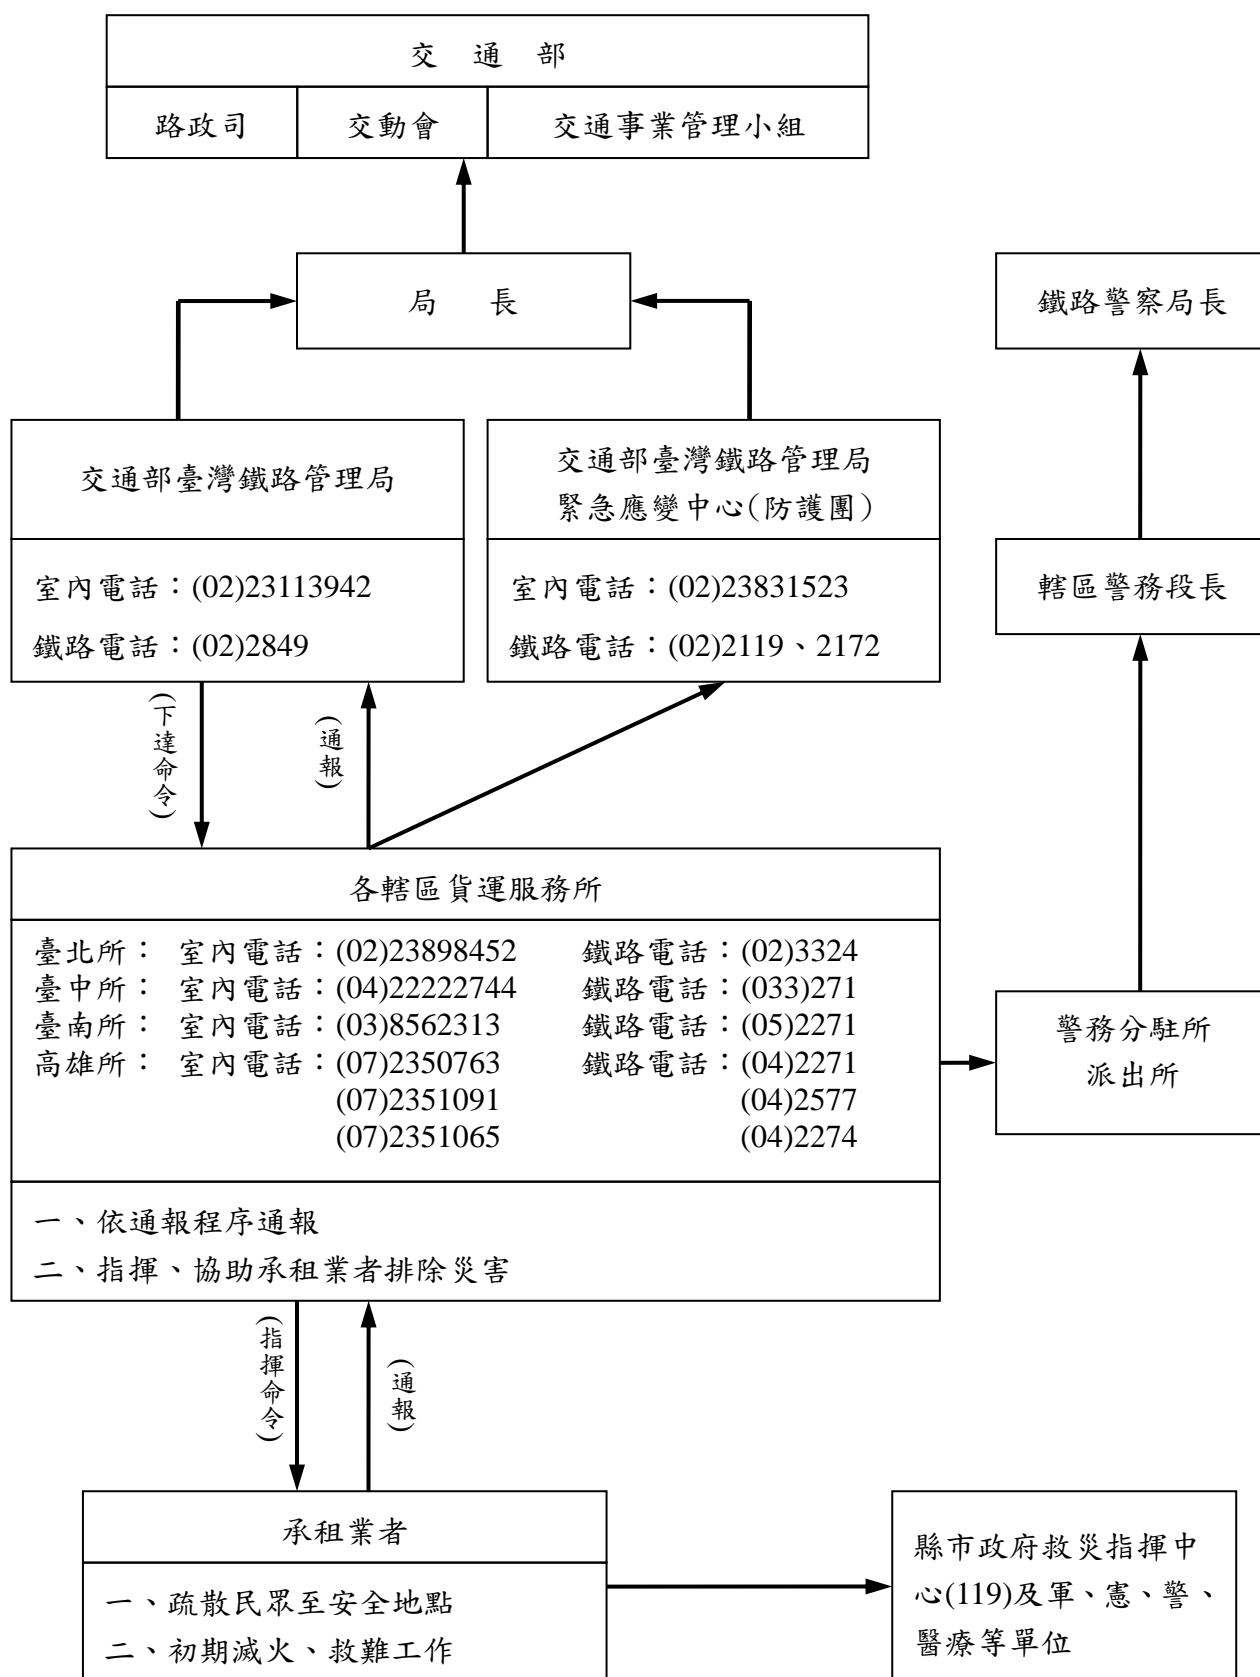 交通部
路政司 交動會 交通事業管理小組
局長
鐵路警察局長
交通部臺灣鐵路管理局
室內電話：(02)23113942
鐵路電話：(02)2849
交通部臺灣鐵路管理局
緊急應變中心(防護團)
室內電話：(02)23831523
鐵路電話：(02)2119、2172
轄區警務段長
(下達命令)
(通報)
各轄區貨運服務所
臺北所： 室內電話：(02)23898452 鐵路電話：(02)3324
臺中所： 室內電話：(04)22222744 鐵路電話：(033)271
臺南所： 室內電話：(03)8562313 鐵路電話：(05)2271
高雄所： 室內電話：(07)2350763 鐵路電話：(04)2271
(07)2351091 (04)2577
(07)2351065 (04)2274
一、依通報程序通報
二、指揮、協助承租業者排除災害
警務分駐所
派出所
(指揮命令)
(通報)
承租業者
一、疏散民眾至安全地點
二、初期滅火、救難工作
縣市政府救災指揮中
心(119)及軍、憲、警、
醫療等單位